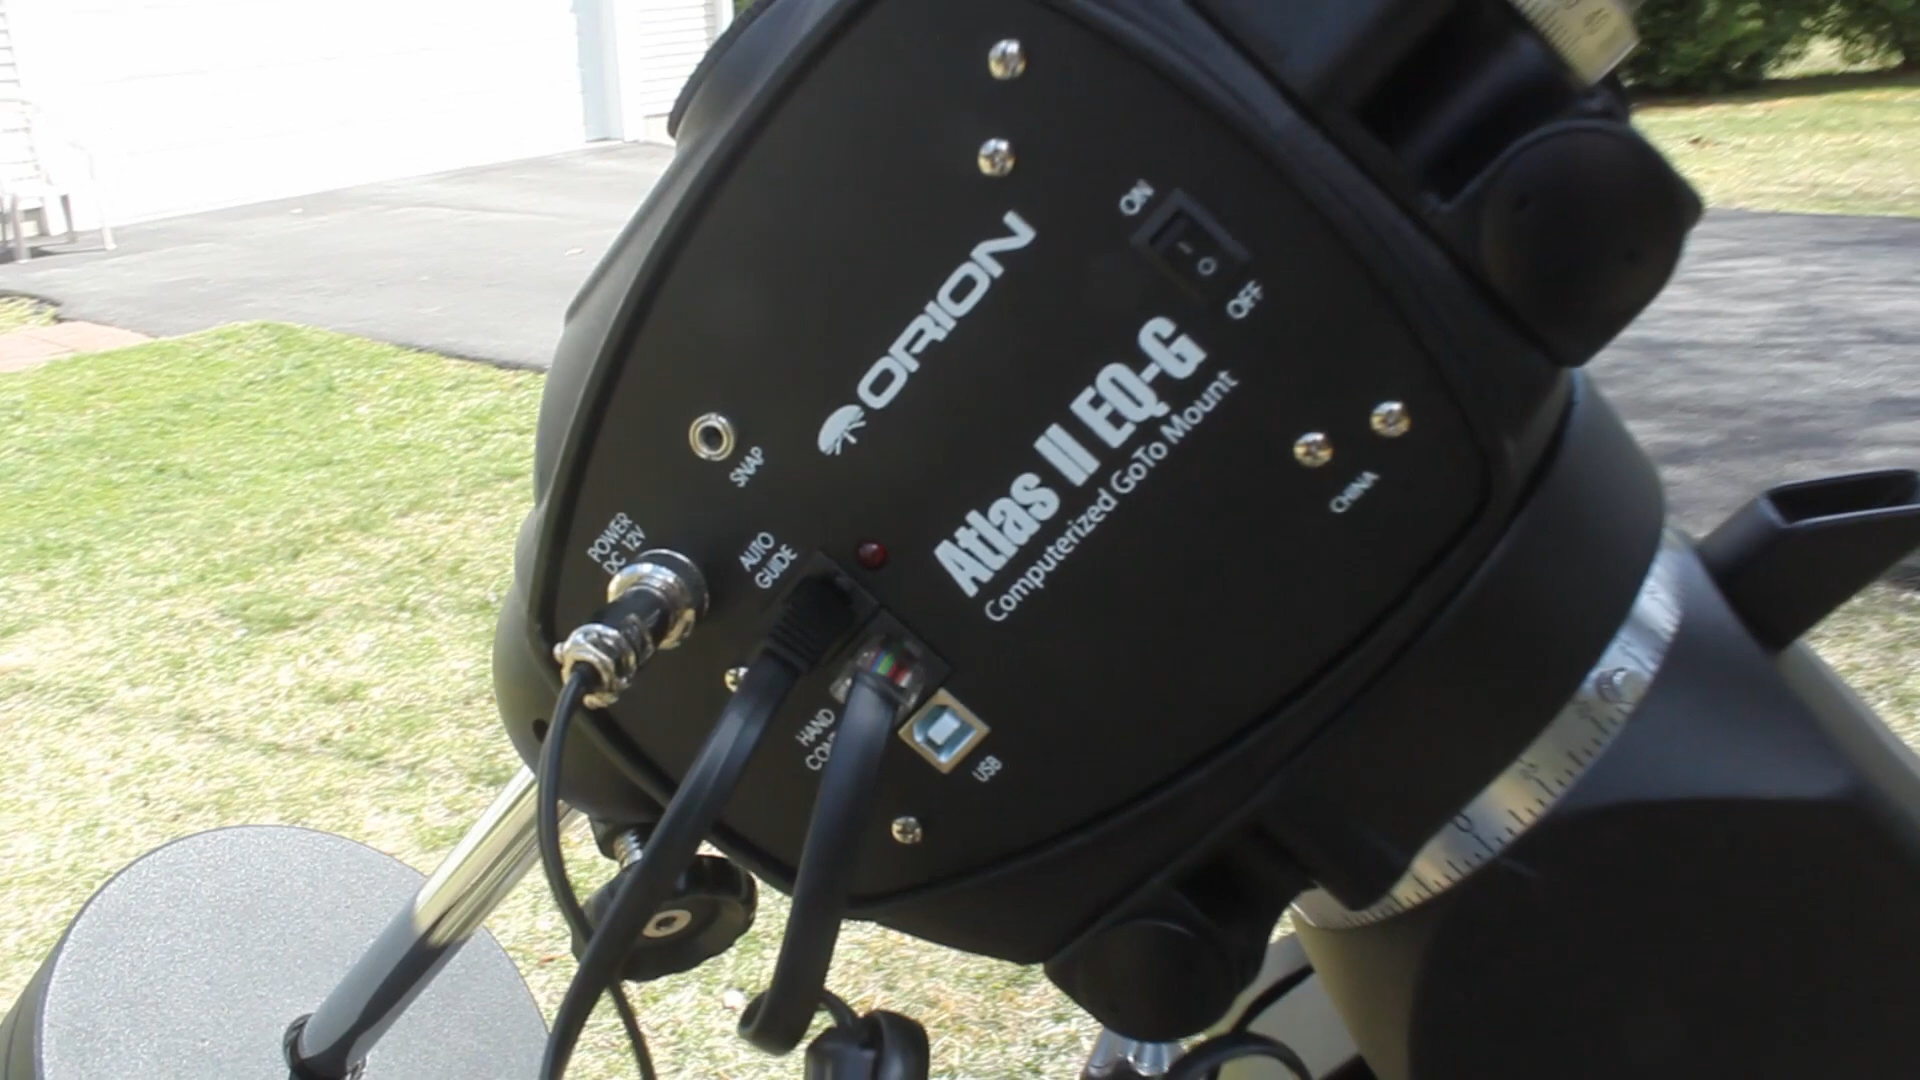 ON
OFF
ORION
Atlas II EQ-G
Computerized GoTo Mount
SNAP
POWER
DC 12V
AUTO
GUIDE
HAND
USB
CHINA